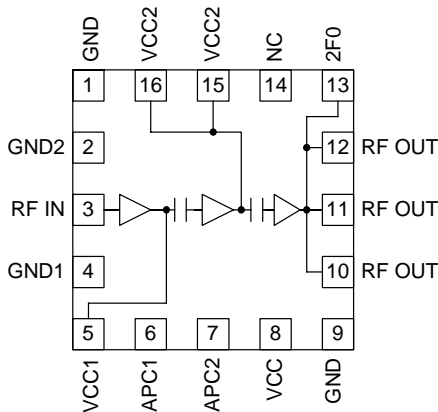 GND
VCC2
VCC2
NC
2F0
1
16
15
14
13
GND2
2
12
RF OUT
RF IN
3
11
RF OUT
GND1
4
10
RF OUT
5
6
7
8
9
VCC1
APC1
APC2
VCC
GND